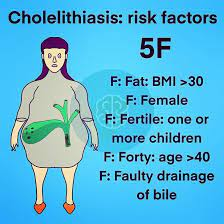 Cholelithiasis: risk factors
5F
F: Fat: BMI >30
F: Female
F: Fertile: one or
more children
F: Forty: age >40
F: Faulty drainage
of bile